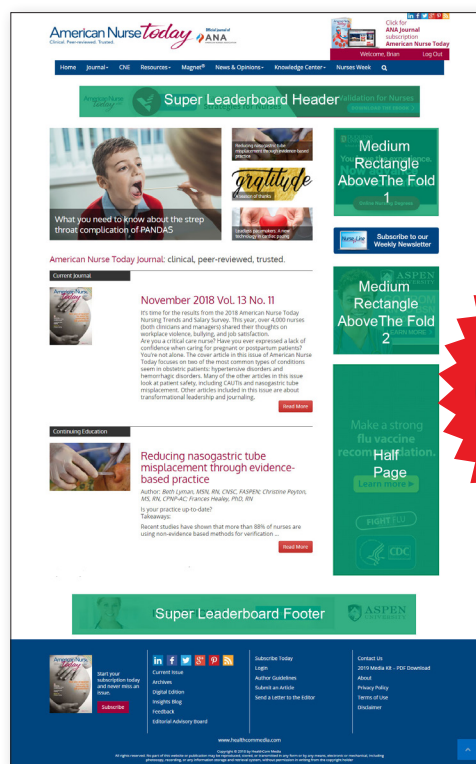 American Nurse Today
Clinical. Peer-reviewed. Trusted.
Official Journal of
ANA
Click for
ANA Journal
subscription
American Nurse Today
Welcome, Brian Log Out
Home Journal CNE Resources Magnet® News & Opinions Knowledge Center Nurses Week
Super Leaderboard Header
What you need to know about the strep
throat complication of PANDAS
Reducing nasogastric tube
misplacement through evidence-based
practice
gratitude
A season of thanks
Leadless pacemakers: A new
technology in cardiac pacing
Medium
Rectangle
AboveThe Fold
1
Subscribe to our
Weekly Newsletter
American Nurse Today Journal: clinical, peer-reviewed, trusted.
Current Journal
November 2018 Vol. 13 No. 11
It's time for the results from the 2018 American Nurse Today
Nursing Trends and Salary Survey. This year, over 4,000 nurses
(both clinicians and managers) shared their thoughts on
workplace violence, bullying, and job satisfaction.
Are you a critical care nurse? Have you ever expressed a lack of
confidence when caring for pregnant or postpartum patients?
You're not alone. The cover article in this issue of American Nurse
Today focuses on two of the most common types of conditions
seen in obstetric patients: hypertensive disorders and
hemorrhagic disorders. Many of the other articles in this issue
look at patient safety, including CAUTIs and nasogastric tube
misplacement. Other articles included in this issue are about
transformational leadership and journaling.
Read More
ASPEN
UNIVERSITY
Medium
Rectangle
AboveThe Fold
2
LEARN MORE
Continuing Education
Reducing nasogastric tube
misplacement through evidence-
based practice
Author: Beth Lyman, MSN, RN, CNSC, FASPEN; Christine Peyton,
MS, RN, CPNP-AC; Frances Healey, PhD, RN
Is your practice up-to-date?
Takeaways:
Recent studies have shown that more than 88% of nurses are
using non-evidence based methods for verification ...
Read More
Make a strong
flu vaccine
recommendation.
Half
Page
Learn more
FIGHT FLU
CDC
Super Leaderboard Footer
ASPEN
UNIVERSITY
Start your
subscription today
and never miss an
issue.
Subscribe
Current Issue
Archives
Digital Edition
Insights Blog
Feedback
Editorial Advisory Board
Subscribe Today
Login
Author Guidelines
Submit an Article
Send a Letter to the Editor
Contact Us
2019 Media Kit – PDF Download
About
Privacy Policy
Terms of Use
Disclaimer
www.healthcommedia.com